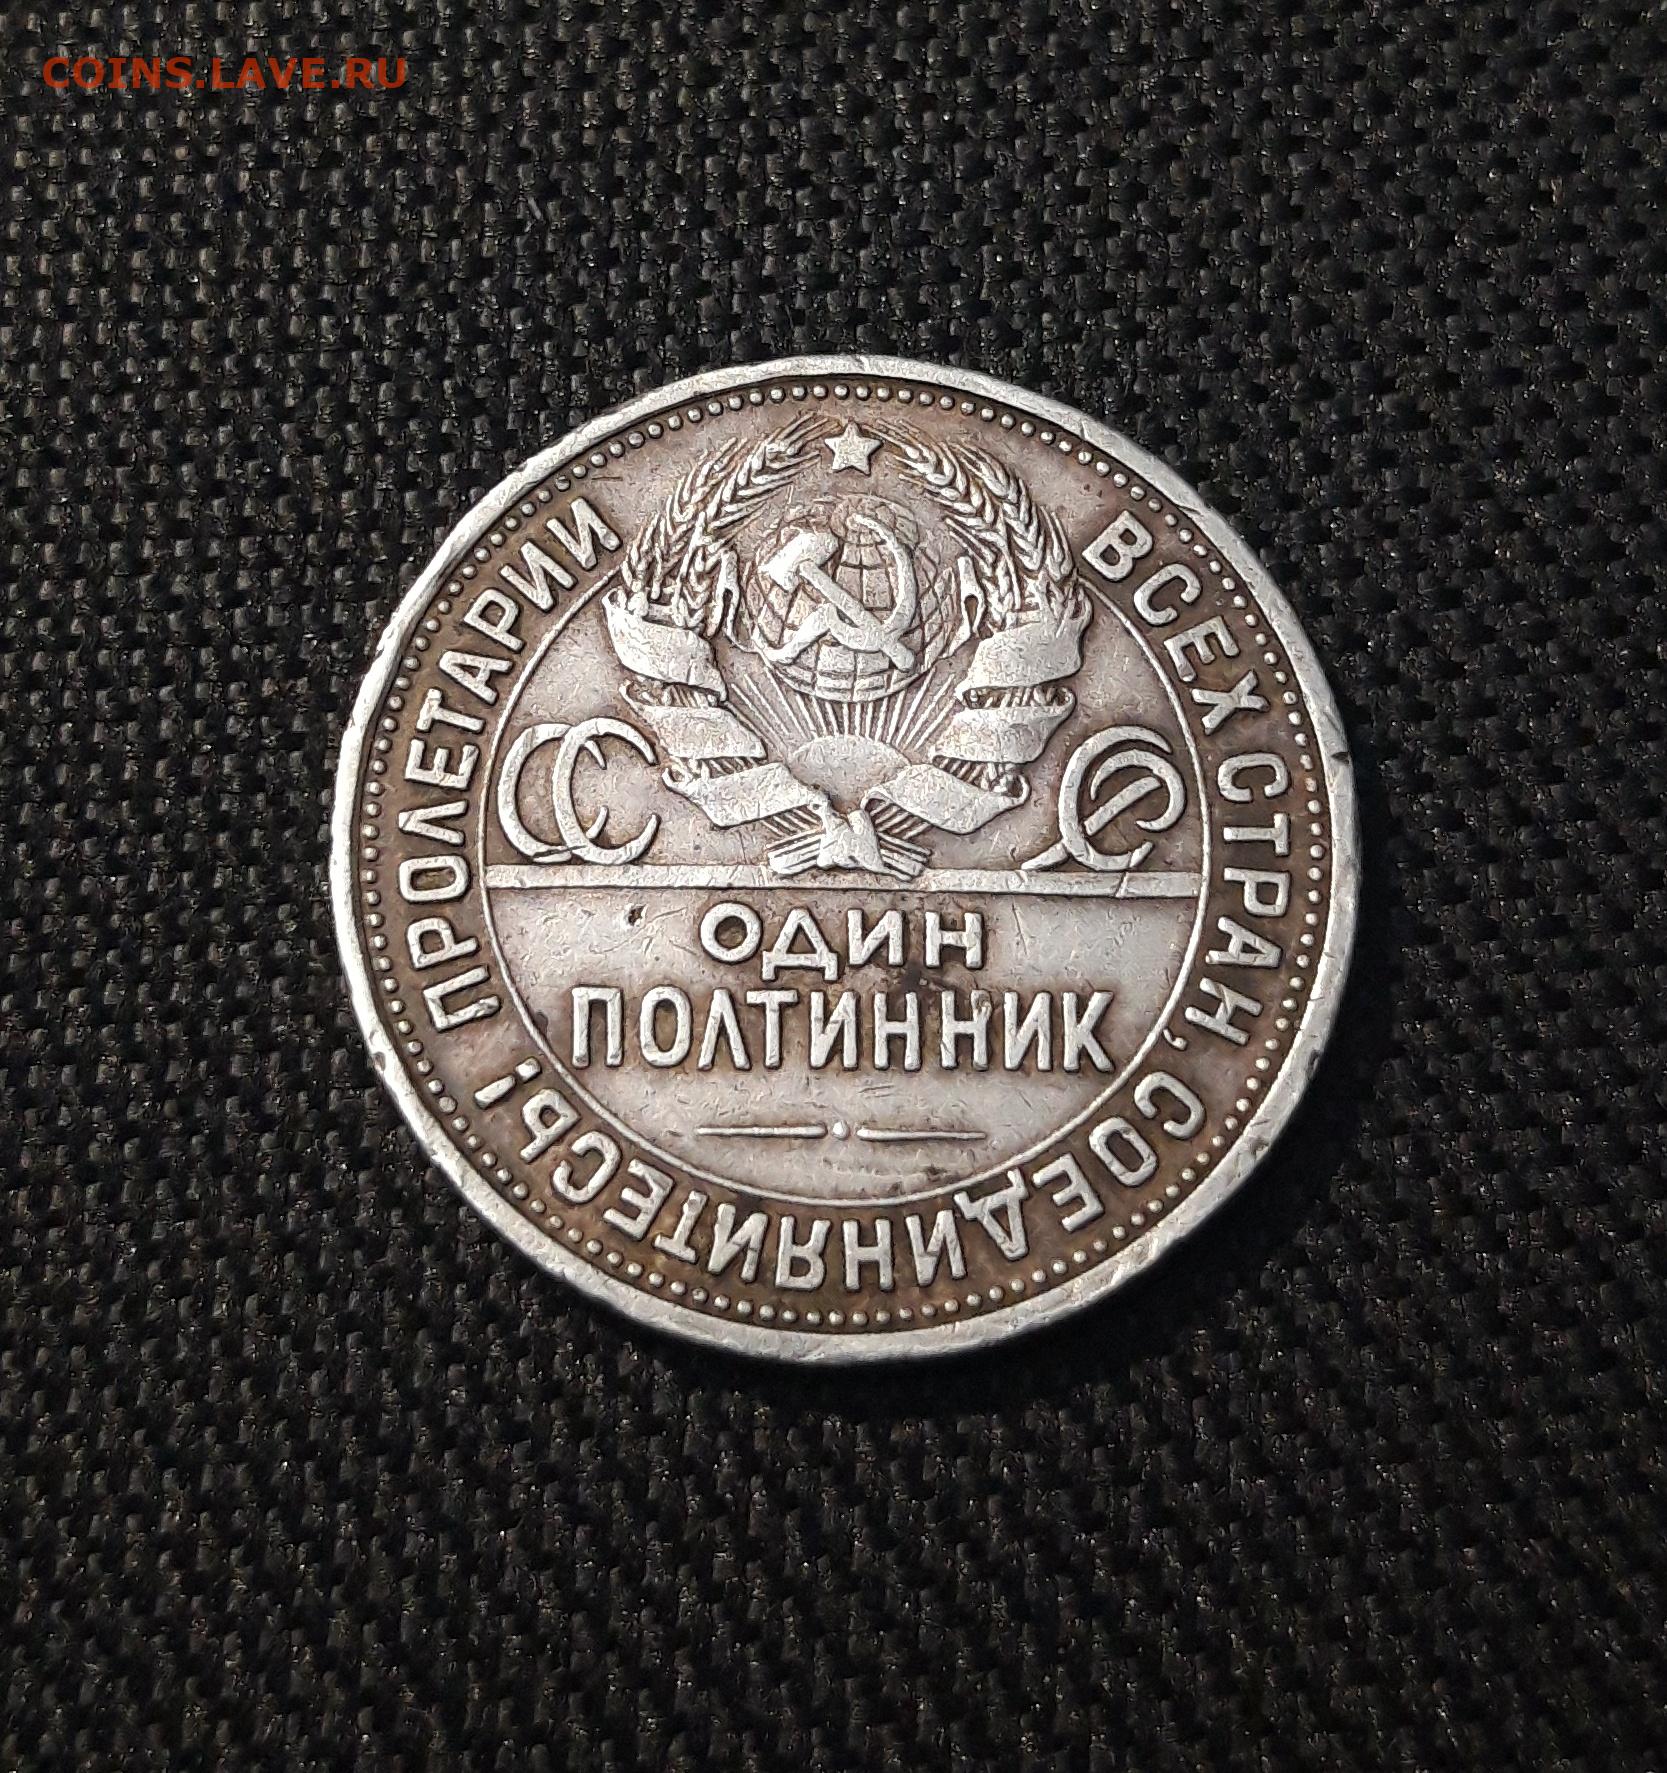 COINS.LAVE.RU
ПРОЛЕТАРИИ ВСЕХ СТРАН, СОЕДИНЯЙТЕСЬ!
СССР
ОДИН
ПОЛТИННИК